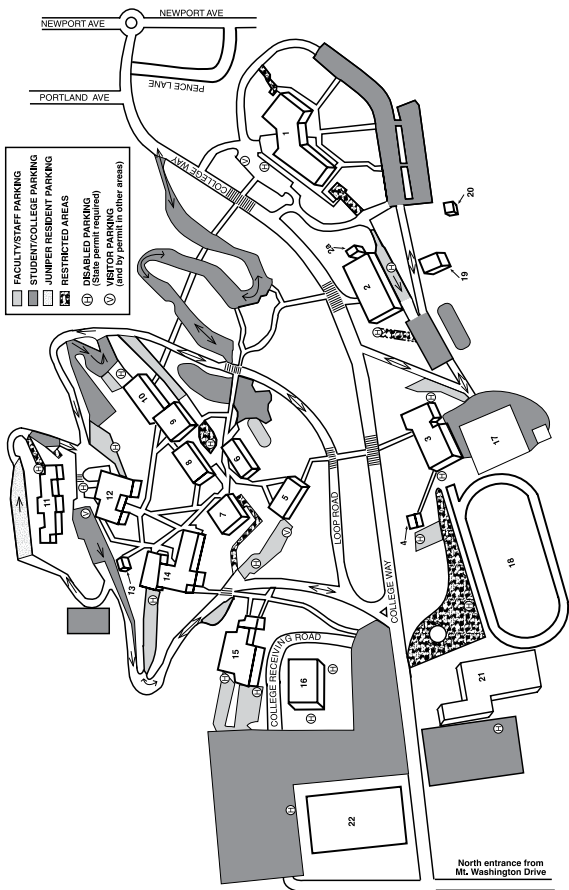 NEWPORT AVE
NEWPORT AVE
PORTLAND AVE
PENCE LANE
COLLEGE WAY
FACULTY/STAFF PARKING
STUDENT/COLLEGE PARKING
JUNIPER RESIDENT PARKING
RESTRICTED AREAS
H DISABLED PARKING
(State permit required)
V VISITOR PARKING
(and by permit in other areas)
1
V
H
20
2a
2
H
19
H
10
9
8
6
H
11
H
12
H
V
H
7
5
3
H
17
13
14
H
V
H
LOOP ROAD
4
H
18
COLLEGE WAY
15
H
H
COLLEGE RECEIVING ROAD
16
H
H
H
21
H
22
H
North entrance from
Mt. Washington Drive